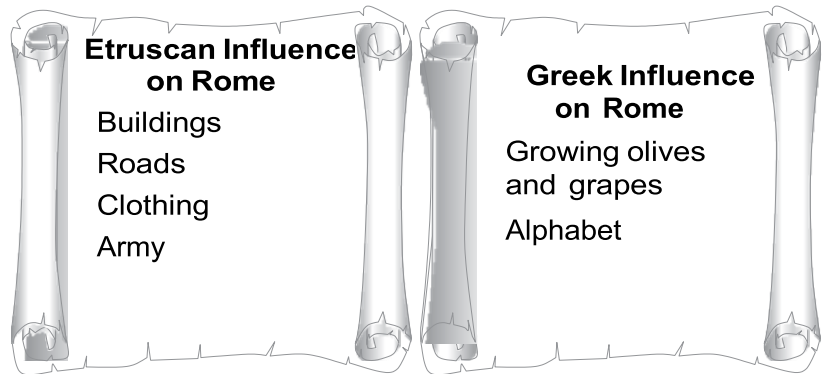 Etruscan Influence
on Rome
Buildings
Roads
Clothing
Army
Greek Influence
on Rome
Growing olives
and grapes
Alphabet